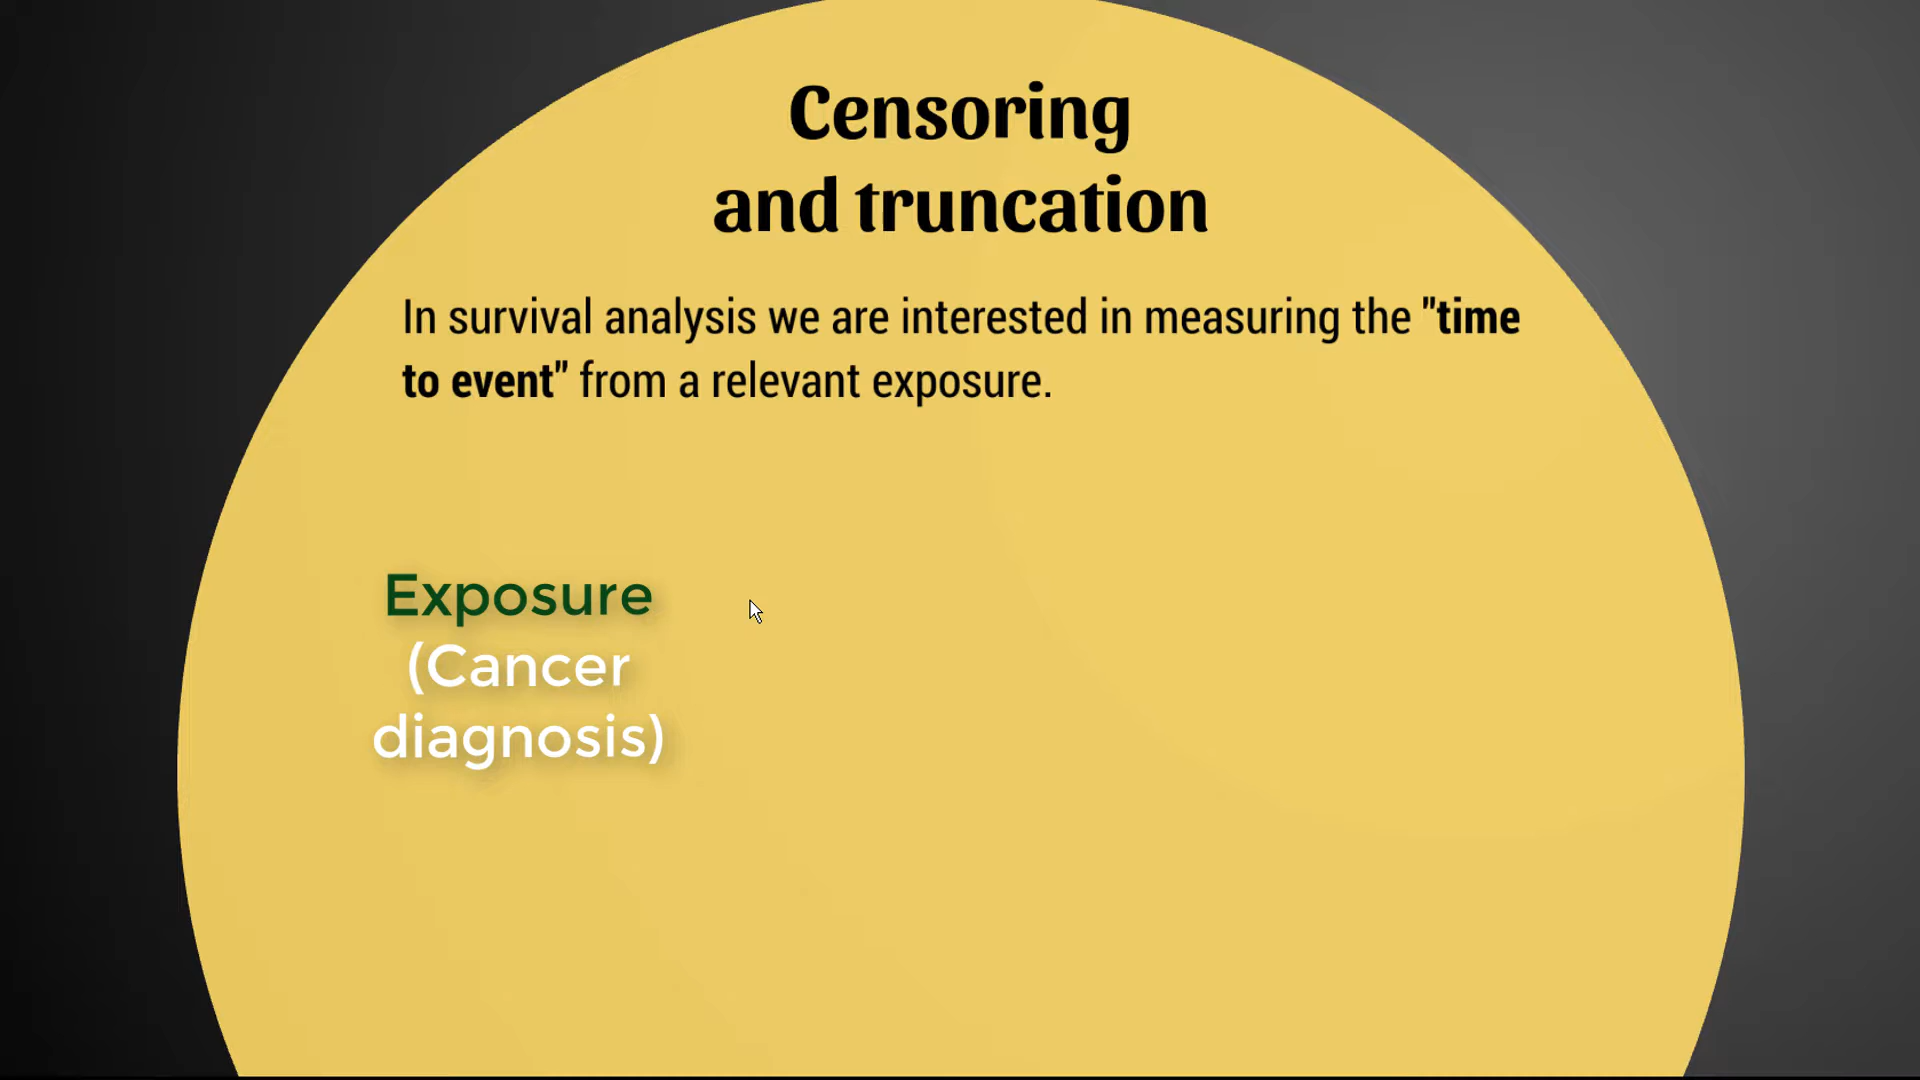 Censoring
and truncation
In survival analysis we are interested in measuring the "time
to event" from a relevant exposure.
Exposure
(Cancer
diagnosis)